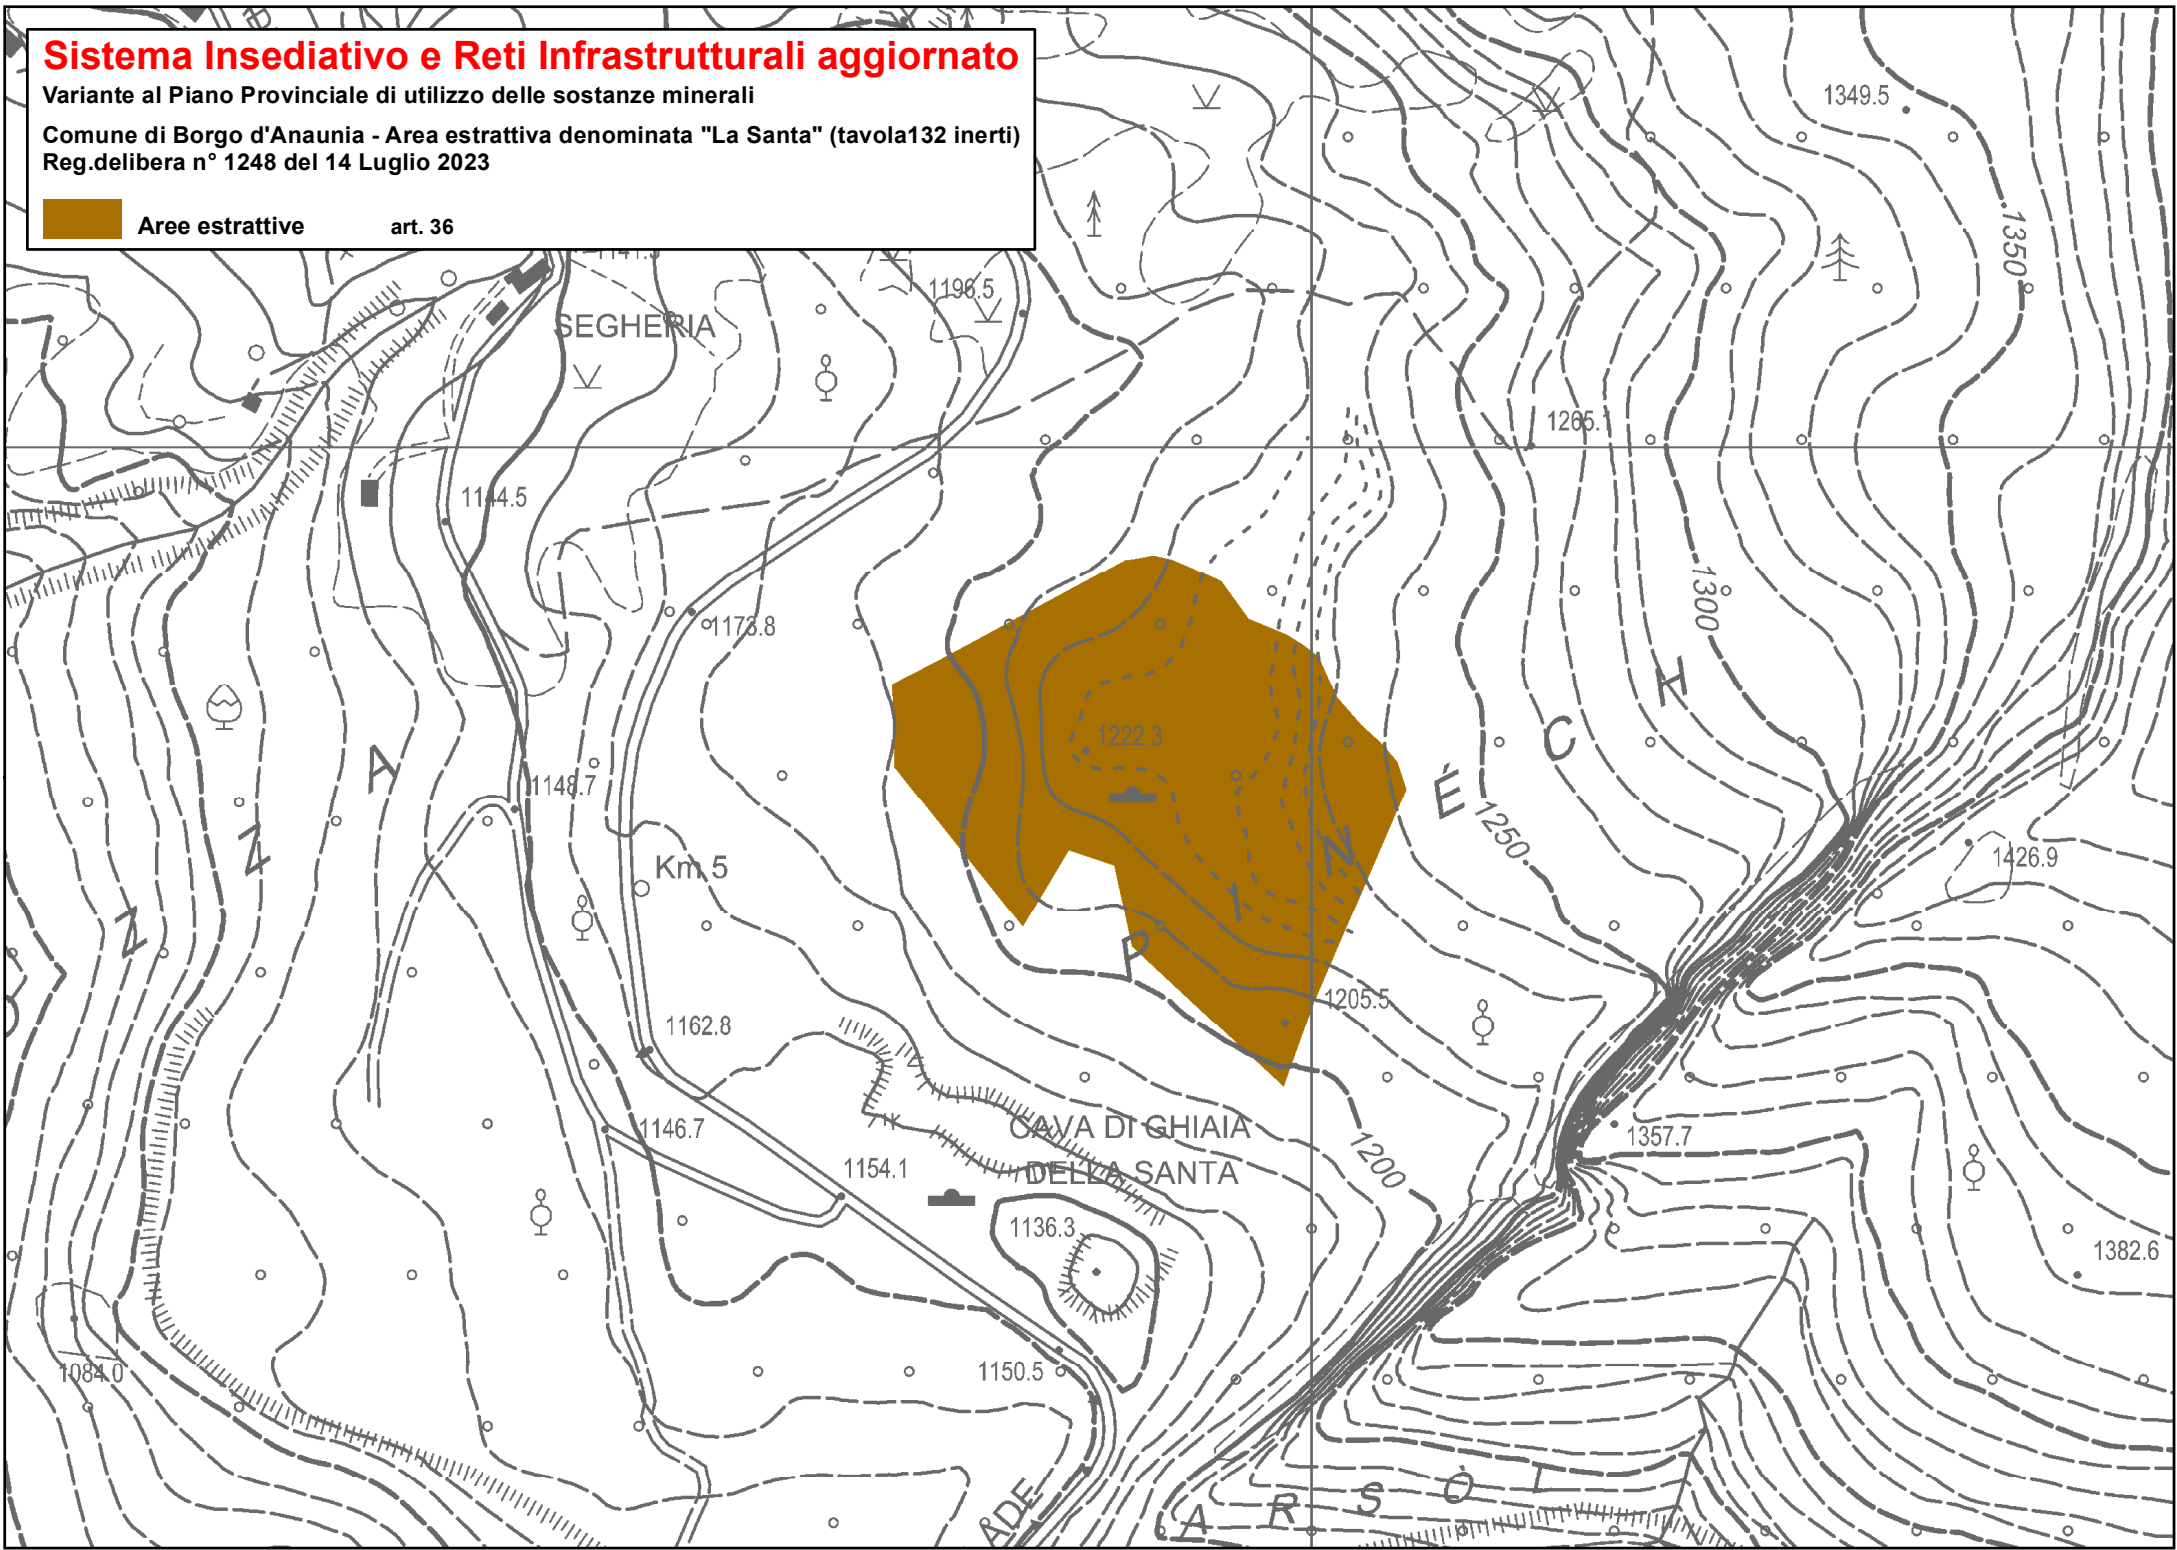 Sistema Insediativo e Reti Infrastrutturali aggiornato
Variante al Piano Provinciale di utilizzo delle sostanze minerali
Comune di Borgo d'Anaunia - Area estrattiva denominata "La Santa" (tavola132 inerti)
Reg.delibera n° 1248 del 14 Luglio 2023
Aree estrattive art. 36
1349.5
1350
1196.5
SEGHERIA
1265.1
1144.5
1300
1173.8
1222.3
1148.7
1250
Km 5
1426.9
P I N É C H
Z Z A
1205.5
1162.8
1146.7
CAVA DI GHIAIA
DELLA SANTA
1357.7
1154.1
1200
1136.3
1382.6
1150.5
1084.0
ADE
A R S Ò I